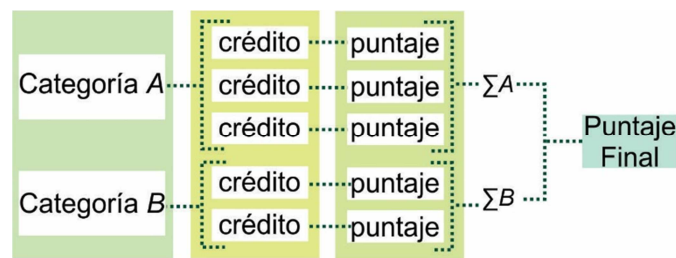 Categoría A
crédito
puntaje
crédito
puntaje
crédito
puntaje
∑A
Categoría B
crédito
puntaje
crédito
puntaje
∑B
Puntaje
Final